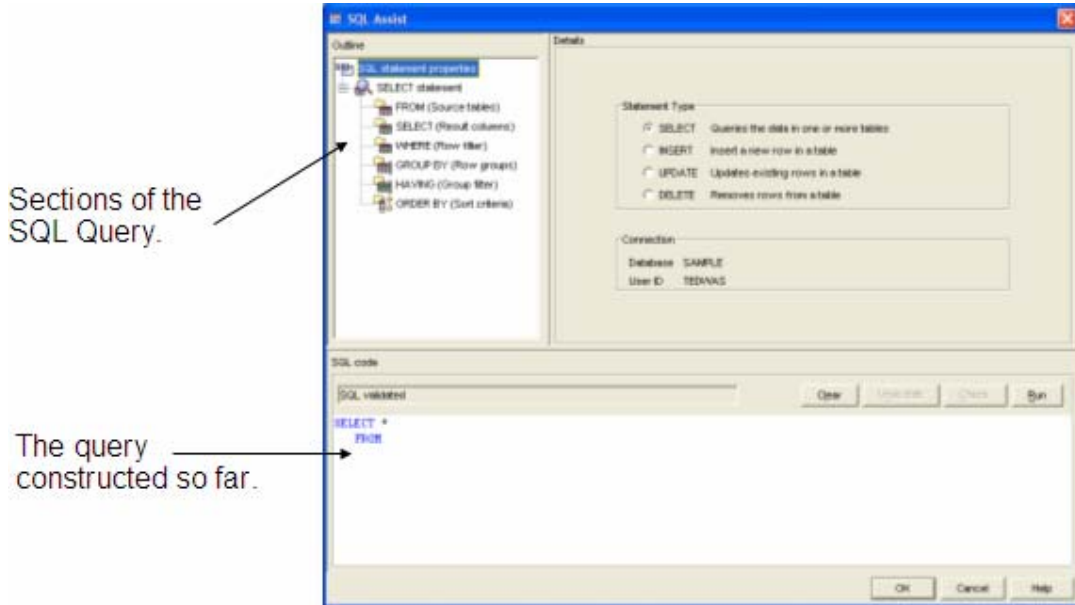 SQL Assist
Outline
SQL statement properties
SELECT statement
FROM (Source tables)
SELECT (Result columns)
WHERE (Row filter)
GROUP BY (Row groups)
HAVING (Group filter)
ORDER BY (Sort criteria)
Details
Statement Type
SELECT Queries the data in one or more tables
INSERT Insert a new row in a table
UPDATE Updates existing rows in a table
DELETE Removes rows from a table
Connection
Database SAMPLE
User ID TEDWAS
Sections of the
SQL Query.
SQL code
SQL validated
Clear
Check
Run
SELECT *
FROM
The query
constructed so far.
OK
Cancel
Help